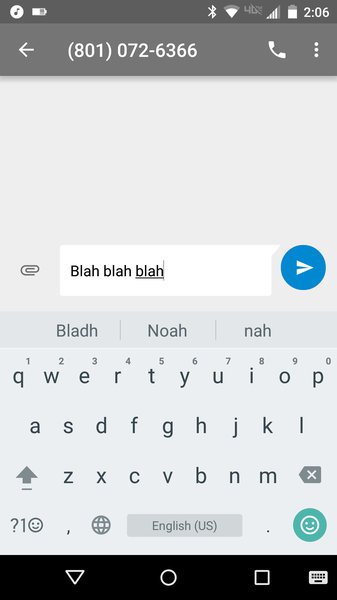 2:06
(801) 072-6366
Blah blah blah
Bladh Noah nah
1 2 3 4 5 6 7 8 9 0
q w e r t y u i o p
a s d f g h j k l
z x c v b n m
?1☺ , English (US) .